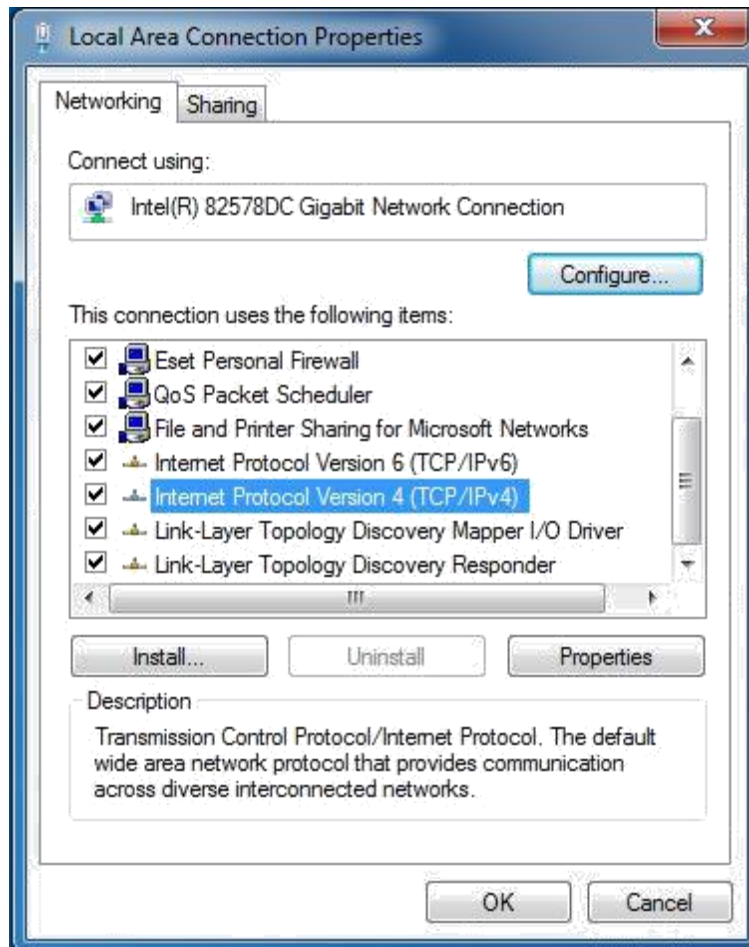 Local Area Connection Properties
Networking
Sharing
Connect using:
Intel(R) 82578DC Gigabit Network Connection
Configure...
This connection uses the following items:
Eset Personal Firewall
QoS Packet Scheduler
File and Printer Sharing for Microsoft Networks
Internet Protocol Version 6 (TCP/IPv6)
Internet Protocol Version 4 (TCP/IPv4)
Link-Layer Topology Discovery Mapper I/O Driver
Link-Layer Topology Discovery Responder
Install...
Uninstall
Properties
Description
Transmission Control Protocol/Internet Protocol. The default
wide area network protocol that provides communication
across diverse interconnected networks.
OK
Cancel